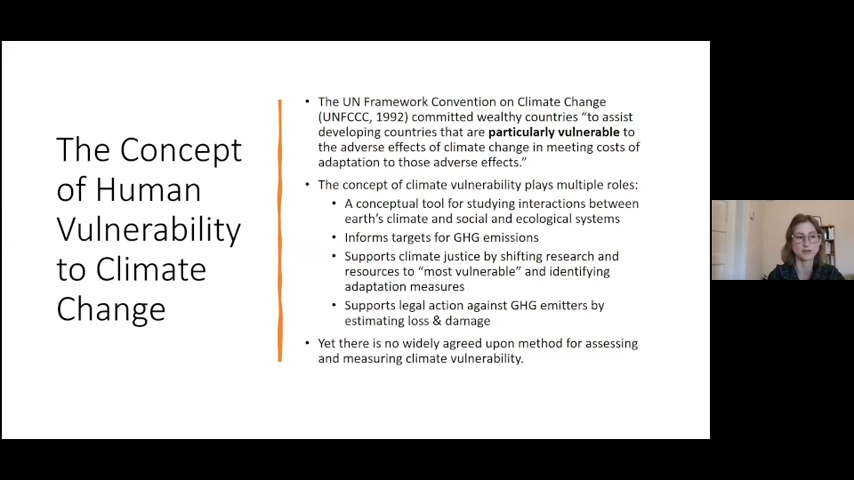 The Concept
of Human
Vulnerability
to Climate
Change
• The UN Framework Convention on Climate Change
(UNFCCC, 1992) committed wealthy countries “to assist
developing countries that are particularly vulnerable to
the adverse effects of climate change in meeting costs of
adaptation to those adverse effects.”
• The concept of climate vulnerability plays multiple roles:
• A conceptual tool for studying interactions between
earth’s climate and social and ecological systems
• Informs targets for GHG emissions
• Supports climate justice by shifting research and
resources to “most vulnerable” and identifying
adaptation measures
• Supports legal action against GHG emitters by
estimating loss & damage
• Yet there is no widely agreed upon method for assessing
and measuring climate vulnerability.